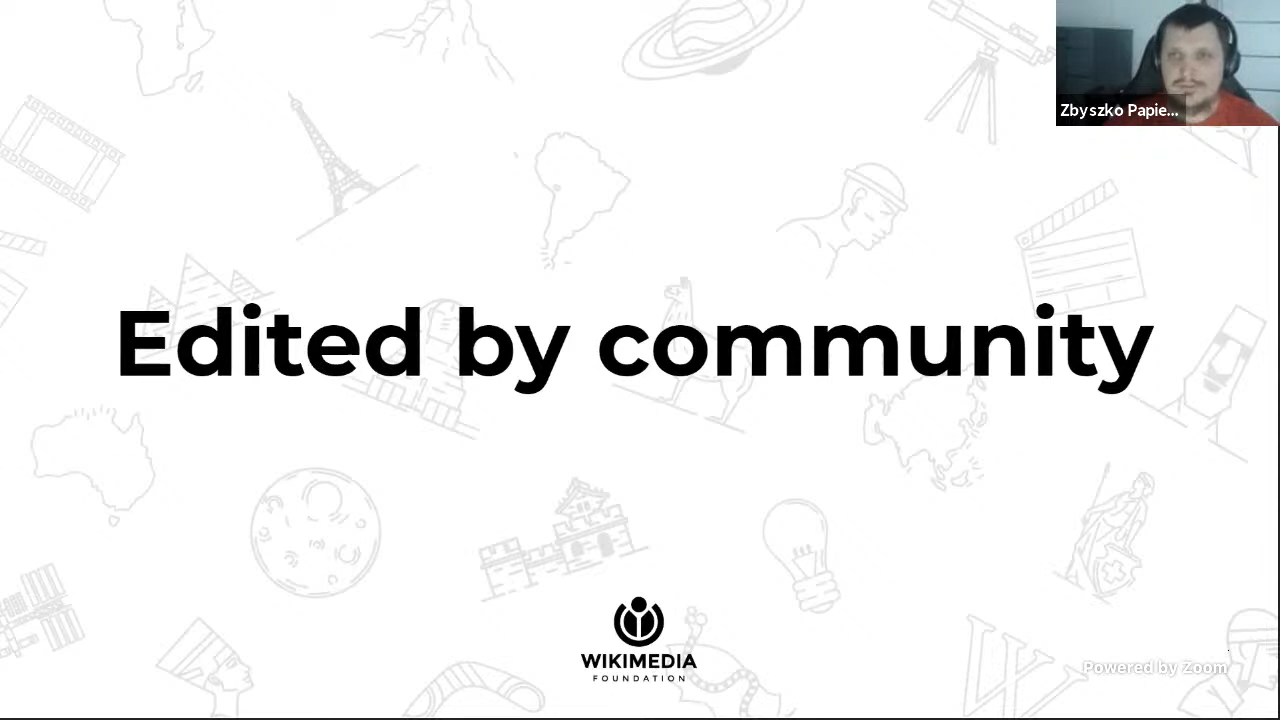 Zbyszko Papie...
Edited by community
WIKIMEDIA
FOUNDATION
Powered by Zoom